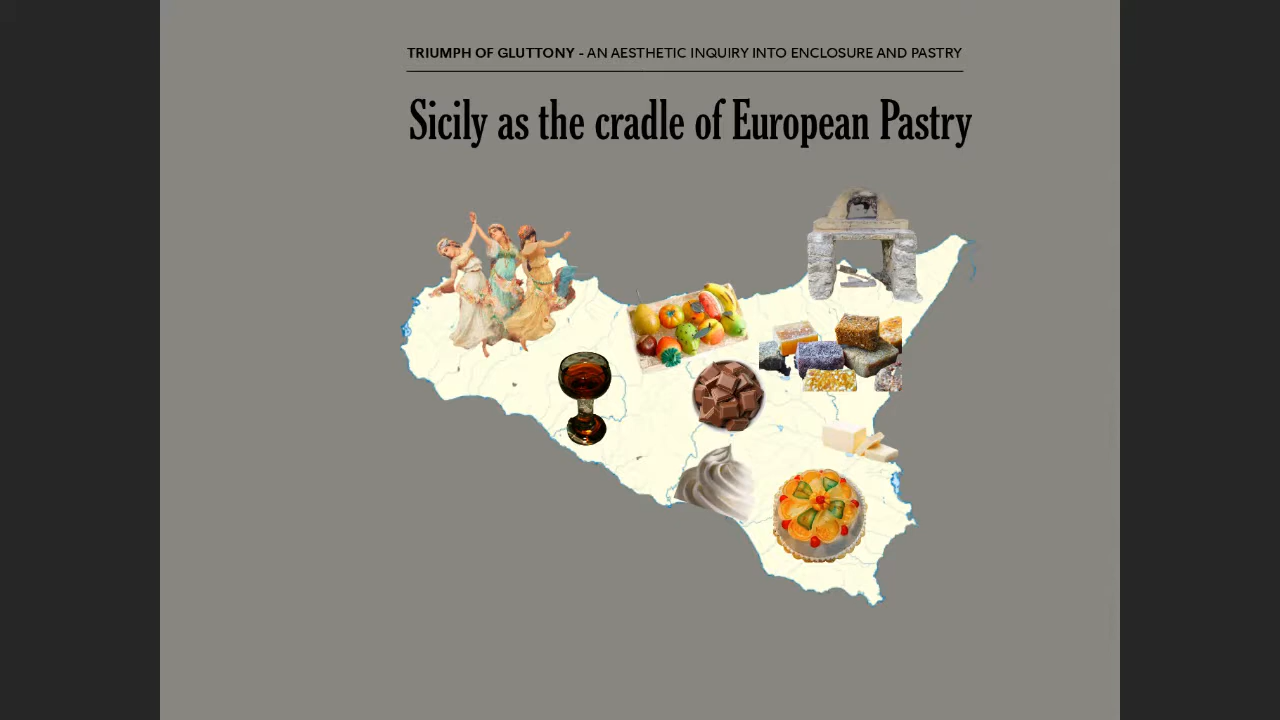 TRIUMPH OF GLUTTONY - AN AESTHETIC INQUIRY INTO ENCLOSURE AND PASTRY
Sicily as the cradle of European Pastry